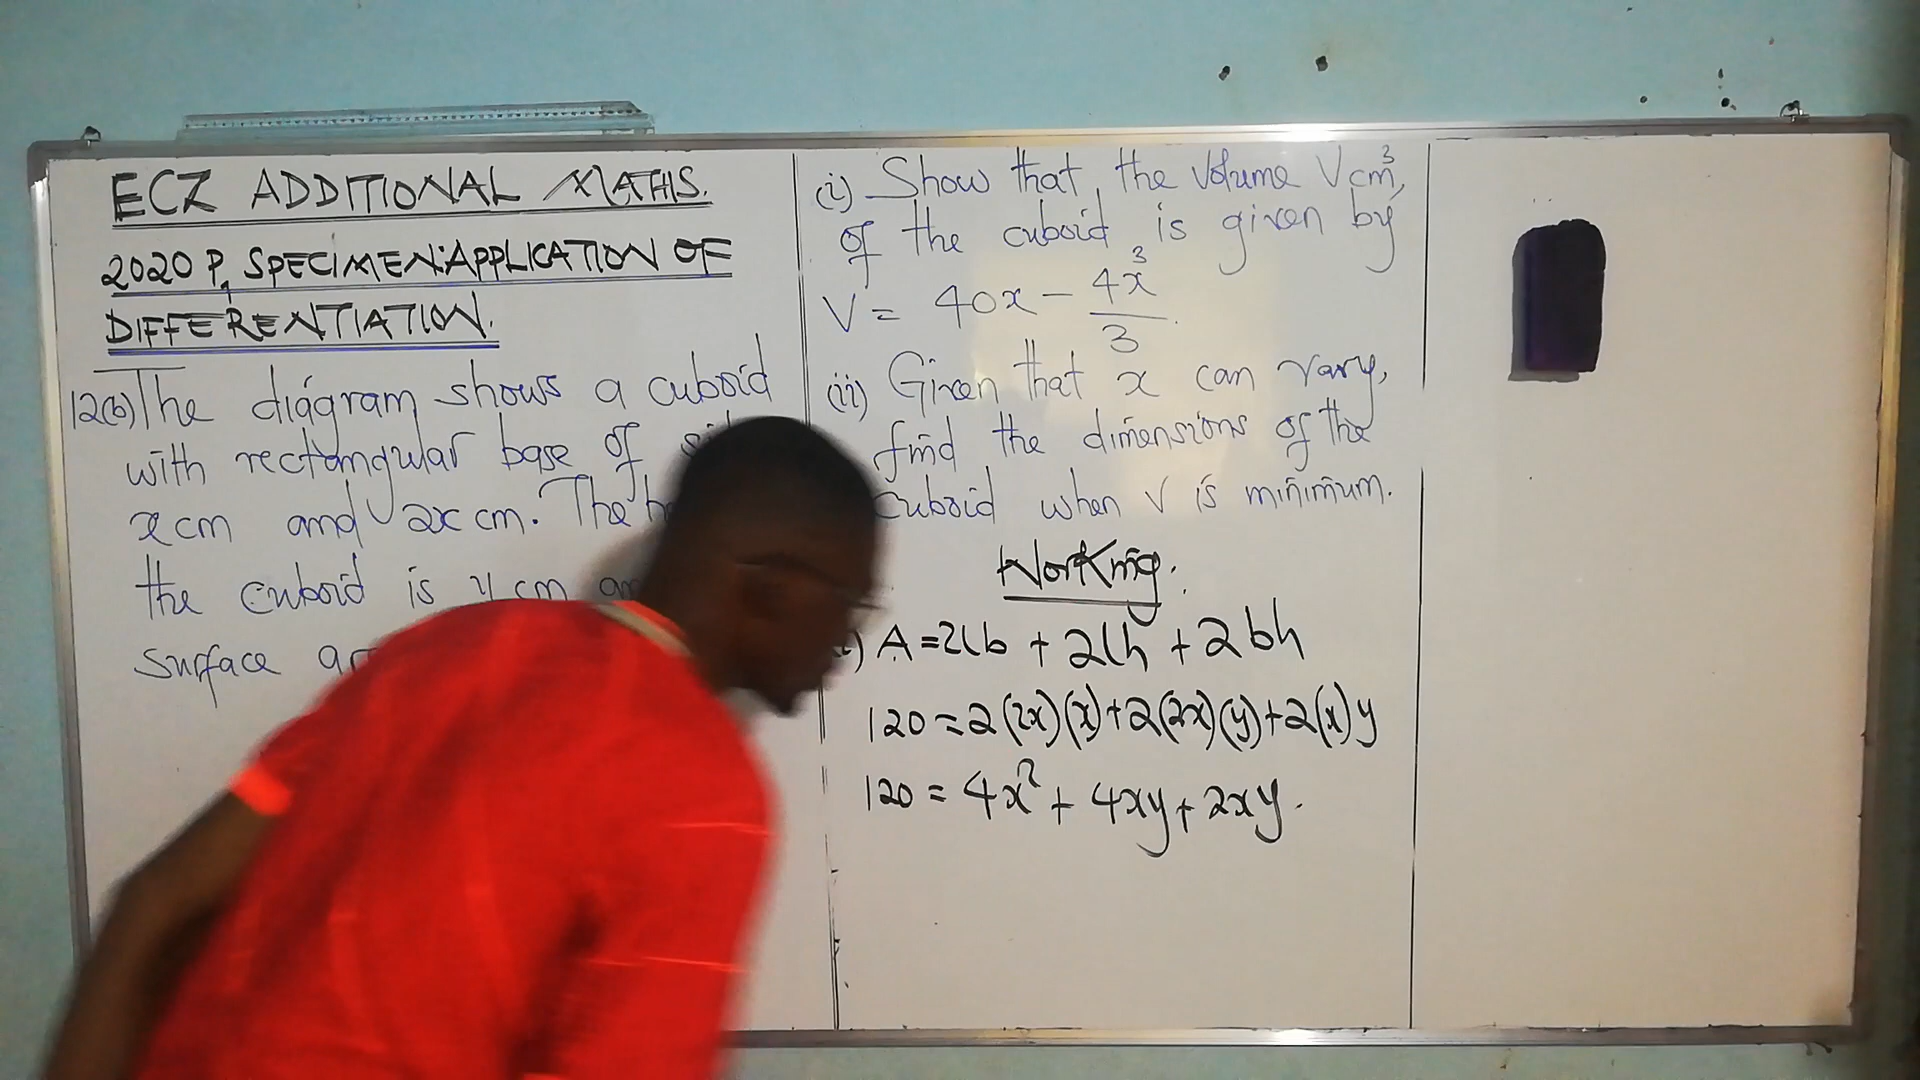 ECZ ADDITIONAL MATHS.
2020 P1 SPECIMEN: APPLICATION OF
DIFFERENTIATION.
12(b) The diagram shows a cuboid
with rectangular base of
x cm and 2x cm. The
the cuboid is y cm
surface
(i) Show that, the volume V cm³,
of the cuboid is given by
V = 40x - 4x³/3.
(ii) Given that x can vary,
find the dimensions of the
cuboid when V is minimum.
Working:
A = 2lb + 2lh + 2bh
120 = 2(2x)(x) + 2(2x)(y) + 2(x)y
120 = 4x² + 4xy + 2xy.